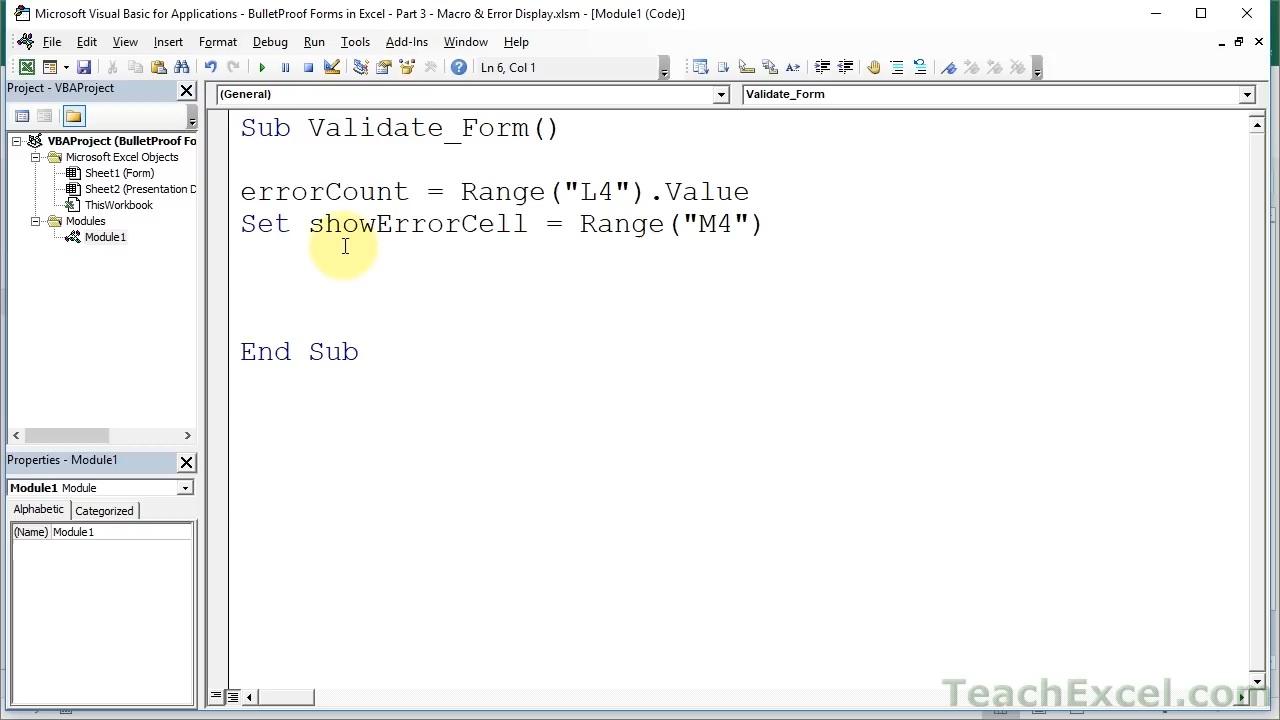 Microsoft Visual Basic for Applications - BulletProof Forms in Excel - Part 3 - Macro & Error Display.xlsm - [Module1 (Code)]
File Edit View Insert Format Debug Run Tools Add-Ins Window Help
Ln 6, Col 1
Project - VBAProject
(General)
Validate_Form
VBAProject (BulletProof Fo
Microsoft Excel Objects
Sheet1 (Form)
Sheet2 (Presentation D
ThisWorkbook
Modules
Module1
Sub Validate_Form()
errorCount = Range("L4").Value
Set showErrorCell = Range("M4")
End Sub
Properties - Module1
Module1 Module
Alphabetic Categorized
(Name) Module1
TeachExcel.com